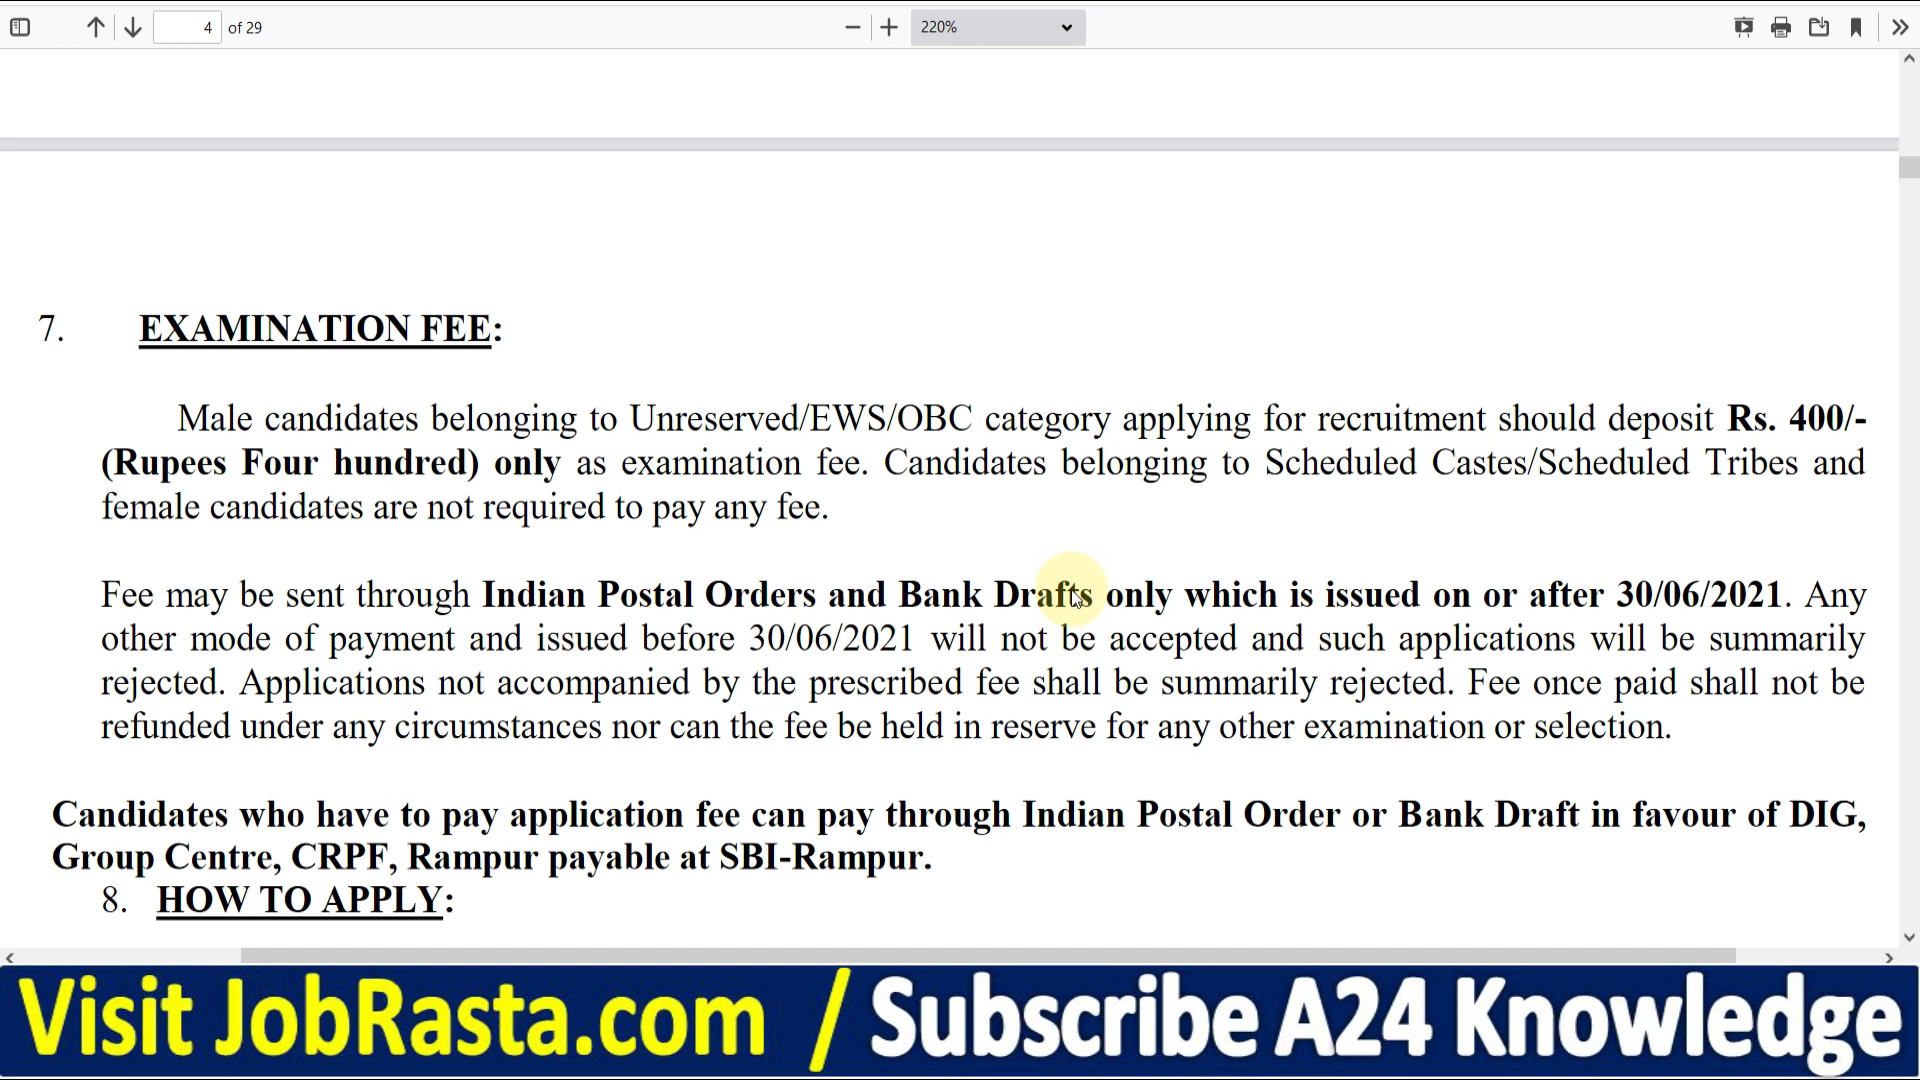 4 of 29
220%
7. EXAMINATION FEE:
Male candidates belonging to Unreserved/EWS/OBC category applying for recruitment should deposit Rs. 400/-
(Rupees Four hundred) only as examination fee. Candidates belonging to Scheduled Castes/Scheduled Tribes and
female candidates are not required to pay any fee.
Fee may be sent through Indian Postal Orders and Bank Drafts only which is issued on or after 30/06/2021. Any
other mode of payment and issued before 30/06/2021 will not be accepted and such applications will be summarily
rejected. Applications not accompanied by the prescribed fee shall be summarily rejected. Fee once paid shall not be
refunded under any circumstances nor can the fee be held in reserve for any other examination or selection.
Candidates who have to pay application fee can pay through Indian Postal Order or Bank Draft in favour of DIG,
Group Centre, CRPF, Rampur payable at SBI-Rampur.
8. HOW TO APPLY:
Visit JobRasta.com / Subscribe A24 Knowledge